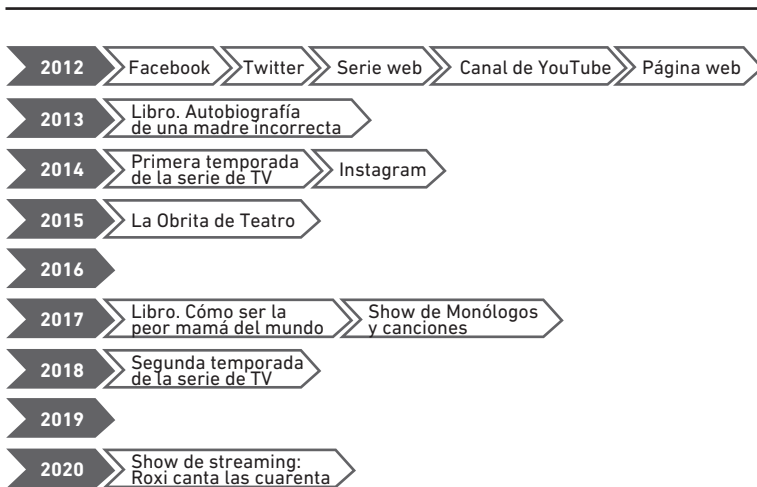 2012 Facebook Twitter Serie web Canal de YouTube Página web
2013 Libro. Autobiografía
de una madre incorrecta
2014 Primera temporada
de la serie de TV Instagram
2015 La Obrita de Teatro
2016
2017 Libro. Cómo ser la
peor mamá del mundo Show de Monólogos
y canciones
2018 Segunda temporada
de la serie de TV
2019
2020 Show de streaming:
Roxi canta las cuarenta